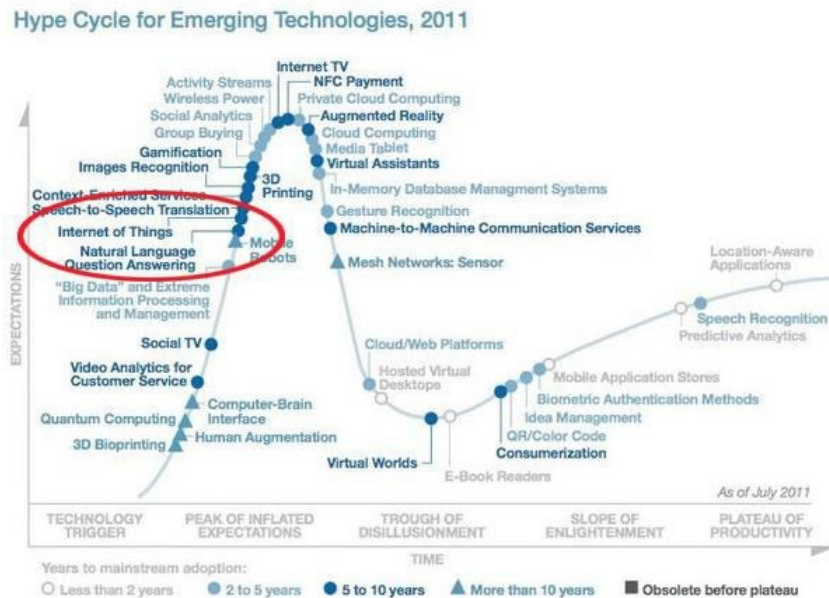 Hype Cycle for Emerging Technologies, 2011
Internet TV
NFC Payment
Activity Streams
Wireless Power
Private Cloud Computing
Social Analytics
Augmented Reality
Group Buying
Cloud Computing
Media Tablet
Gamification
Virtual Assistants
Images Recognition
3D
Printing
In-Memory Database Managment Systems
Context-Enriched Services
Speech-to-Speech Translation
Gesture Recognition
Internet of Things
Machine-to-Machine Communication Services
Natural Language
Question Answering
Mobile
Robots
Mesh Networks: Sensor
Location-Aware
Applications
"Big Data" and Extreme
Information Processing
and Management
Speech Recognition
Predictive Analytics
Social TV
Cloud/Web Platforms
Hosted Virtual
Desktops
Mobile Application Stores
Video Analytics for
Customer Service
Biometric Authentication Methods
Computer-Brain
Interface
Idea Management
Quantum Computing
QR/Color Code
Human Augmentation
3D Bioprinting
Consumerization
Virtual Worlds
E-Book Readers
EXPECTATIONS
As of July 2011
TECHNOLOGY
TRIGGER
PEAK OF INFLATED
EXPECTATIONS
TROUGH OF
DISILLUSIONMENT
SLOPE OF
ENLIGHTENMENT
PLATEAU OF
PRODUCTIVITY
TIME
Years to mainstream adoption:
Less than 2 years
2 to 5 years
5 to 10 years
More than 10 years
Obsolete before plateau